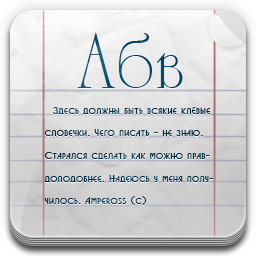 Абв
Здесь должны быть всякие клёвые
словечки. Чего писать - не знаю.
Старался сделать как можно прав-
доподобнее. Надеюсь у меня полу-
чилось. Ampeross (c)